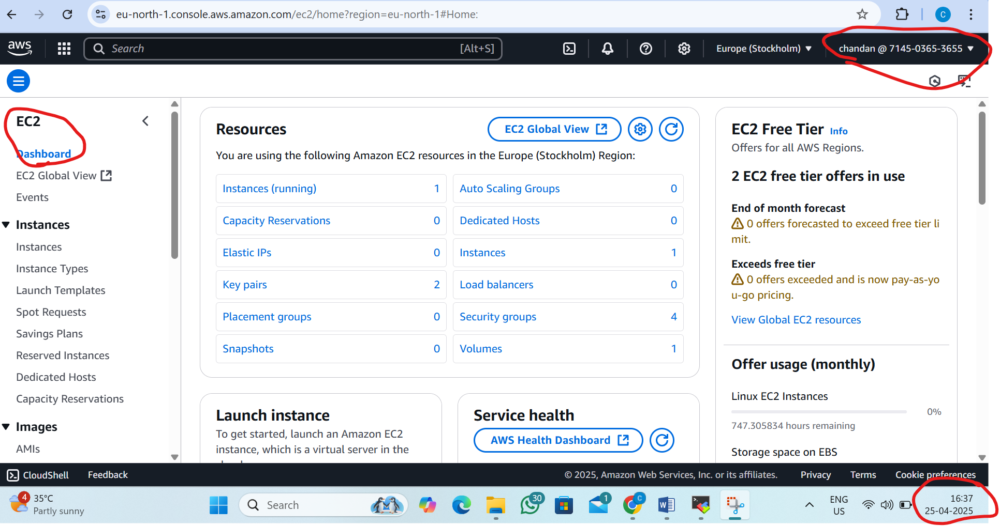 eu-north-1.console.aws.amazon.com/ec2/home?region=eu-north-1#Home:
C
aws
Search
[Alt+S]
Europe (Stockholm)
chandan @ 7145-0365-3655
EC2
Dashboard
EC2 Global View
Events
Instances
Instances
Instance Types
Launch Templates
Spot Requests
Savings Plans
Reserved Instances
Dedicated Hosts
Capacity Reservations
Images
AMIs
Resources
EC2 Global View
You are using the following Amazon EC2 resources in the Europe (Stockholm) Region:
Instances (running) 1
Auto Scaling Groups 0
Capacity Reservations 0
Dedicated Hosts 0
Elastic IPs 0
Instances 1
Key pairs 2
Load balancers 0
Placement groups 0
Security groups 4
Snapshots 0
Volumes 1
Launch instance
To get started, launch an Amazon EC2
instance, which is a virtual server in the
Service health
AWS Health Dashboard
EC2 Free Tier Info
Offers for all AWS Regions.
2 EC2 free tier offers in use
End of month forecast
0 offers forecasted to exceed free tier li
mit.
Exceeds free tier
0 offers exceeded and is now pay-as-yo
u-go pricing.
View Global EC2 resources
Offer usage (monthly)
Linux EC2 Instances
0%
747.305834 hours remaining
Storage space on EBS
CloudShell
Feedback
© 2025, Amazon Web Services, Inc. or its affiliates.
Privacy
Terms
Cookie preferences
4
35°C
Partly sunny
Search
30
1
C
ENG
US
16:37
25-04-2025